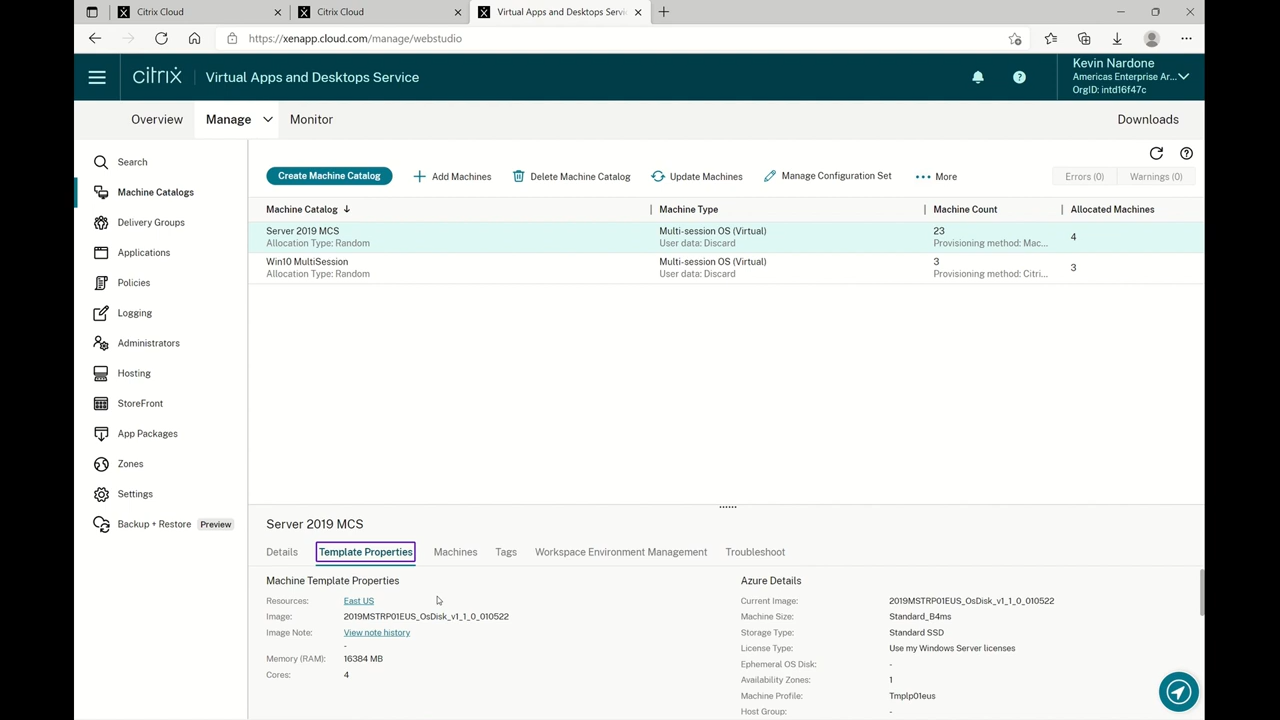 Citrix Cloud
Citrix Cloud
Virtual Apps and Desktops Servi
https://xenapp.cloud.com/manage/webstudio
citrix
Virtual Apps and Desktops Service
Kevin Nardone
Americas Enterprise Ar...
OrgID: intd16f47c
Overview
Manage
Monitor
Downloads
Search
Machine Catalogs
Delivery Groups
Applications
Policies
Logging
Administrators
Hosting
StoreFront
App Packages
Zones
Settings
Backup + Restore Preview
Create Machine Catalog
Add Machines
Delete Machine Catalog
Update Machines
Manage Configuration Set
More
Errors (0)
Warnings (0)
Machine Catalog
Machine Type
Machine Count
Allocated Machines
Server 2019 MCS
Allocation Type: Random
Multi-session OS (Virtual)
User data: Discard
23
Provisioning method: Mac...
4
Win10 MultiSession
Allocation Type: Random
Multi-session OS (Virtual)
User data: Discard
3
Provisioning method: Citri...
3
Server 2019 MCS
Details
Template Properties
Machines
Tags
Workspace Environment Management
Troubleshoot
Machine Template Properties
Resources: East US
Image: 2019MSTRP01EUS_OsDisk_v1_1_0_010522
Image Note: View note history
-
Memory (RAM): 16384 MB
Cores: 4
Azure Details
Current Image: 2019MSTRP01EUS_OsDisk_v1_1_0_010522
Machine Size: Standard_B4ms
Storage Type: Standard SSD
License Type: Use my Windows Server licenses
Ephemeral OS Disk: -
Availability Zones: 1
Machine Profile: Tmplp01eus
Host Group: -